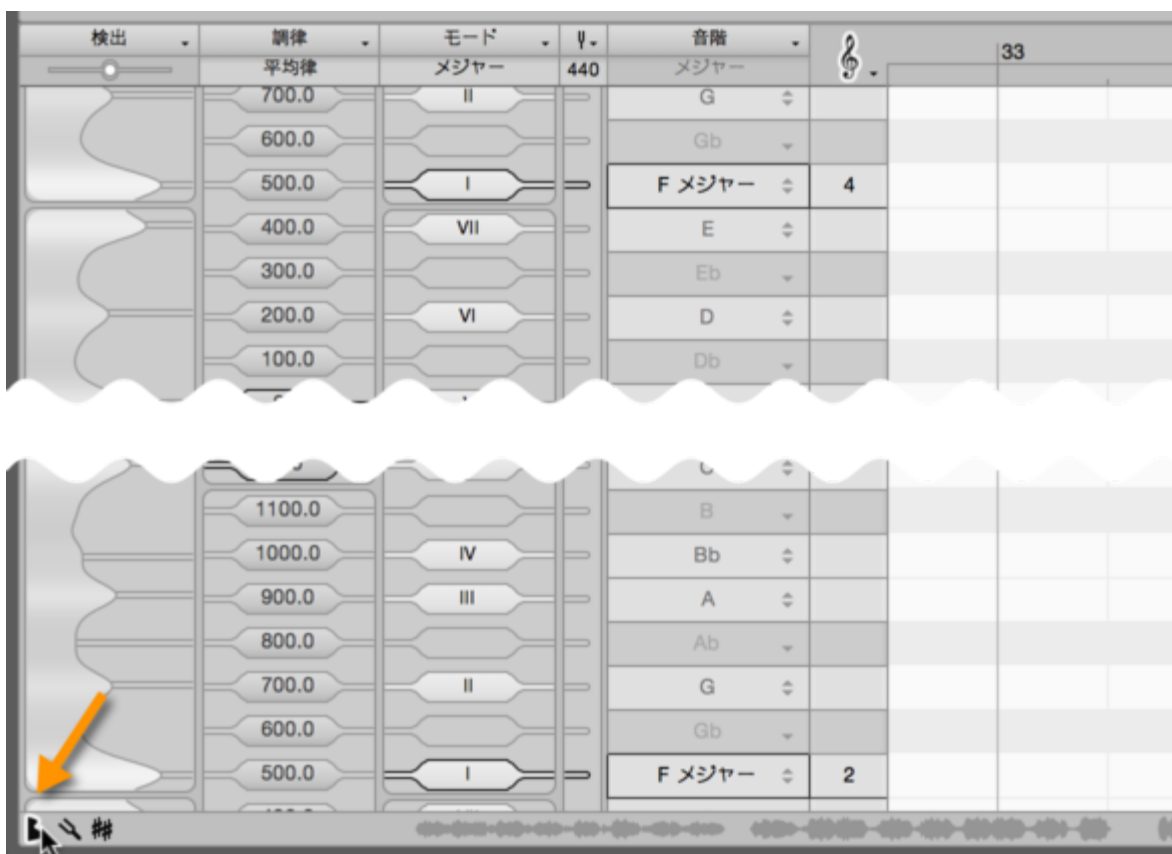 検出 調律 モード 音階 33
平均律 メジャー 440 メジャー
700.0 II G
600.0 Gb
500.0 I F メジャー 4
400.0 VII E
300.0 Eb
200.0 VI D
100.0 Db
1100.0 B
1000.0 IV Bb
900.0 III A
800.0 Ab
700.0 II G
600.0 Gb
500.0 I F メジャー 2